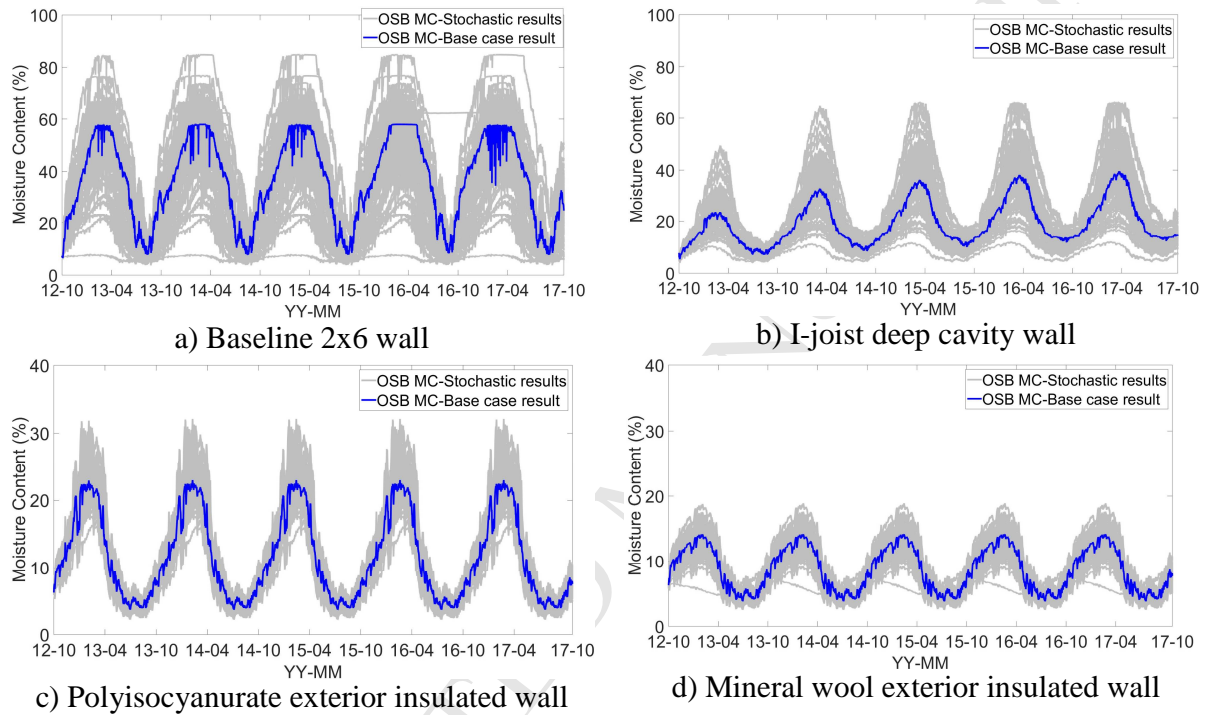 100
80
60
40
20
0
Moisture Content (%)
OSB MC-Stochastic results
OSB MC-Base case result
12-10 13-04 13-10 14-04 14-10 15-04 15-10 16-04 16-10 17-04 17-10
YY-MM
a) Baseline 2x6 wall
100
80
60
40
20
0
Moisture Content (%)
OSB MC-Stochastic results
OSB MC-Base case result
12-10 13-04 13-10 14-04 14-10 15-04 15-10 16-04 16-10 17-04 17-10
YY-MM
b) I-joist deep cavity wall
40
30
20
10
0
Moisture Content (%)
OSB MC-Stochastic results
OSB MC-Base case result
12-10 13-04 13-10 14-04 14-10 15-04 15-10 16-04 16-10 17-04 17-10
YY-MM
c) Polyisocyanurate exterior insulated wall
40
30
20
10
0
Moisture Content (%)
OSB MC-Stochastic results
OSB MC-Base case result
12-10 13-04 13-10 14-04 14-10 15-04 15-10 16-04 16-10 17-04 17-10
YY-MM
d) Mineral wool exterior insulated wall